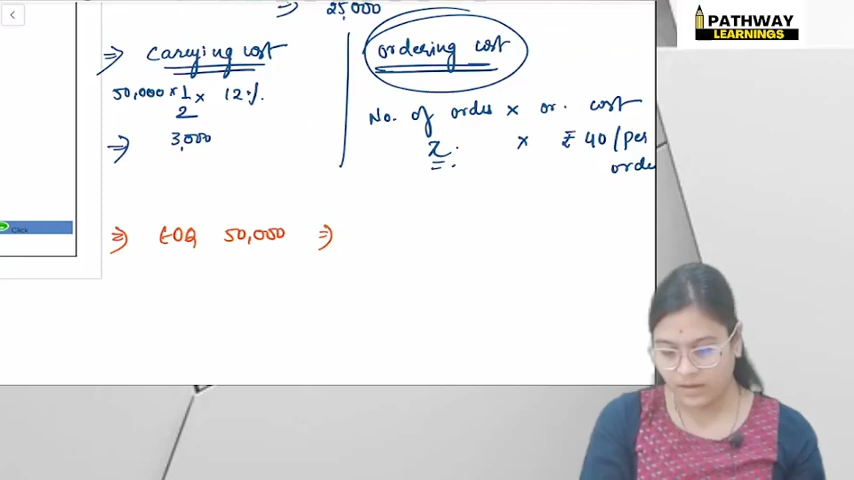 ⇒ 25,000
⇒ Carrying cost
50,000 × 1/2 × 12%.
⇒ 3,000
ordering cost
No. of order × or. cost
x. × ₹ 40/per order
⇒ EOQ 50,000 ⇒
Click
PATHWAY
LEARNINGS